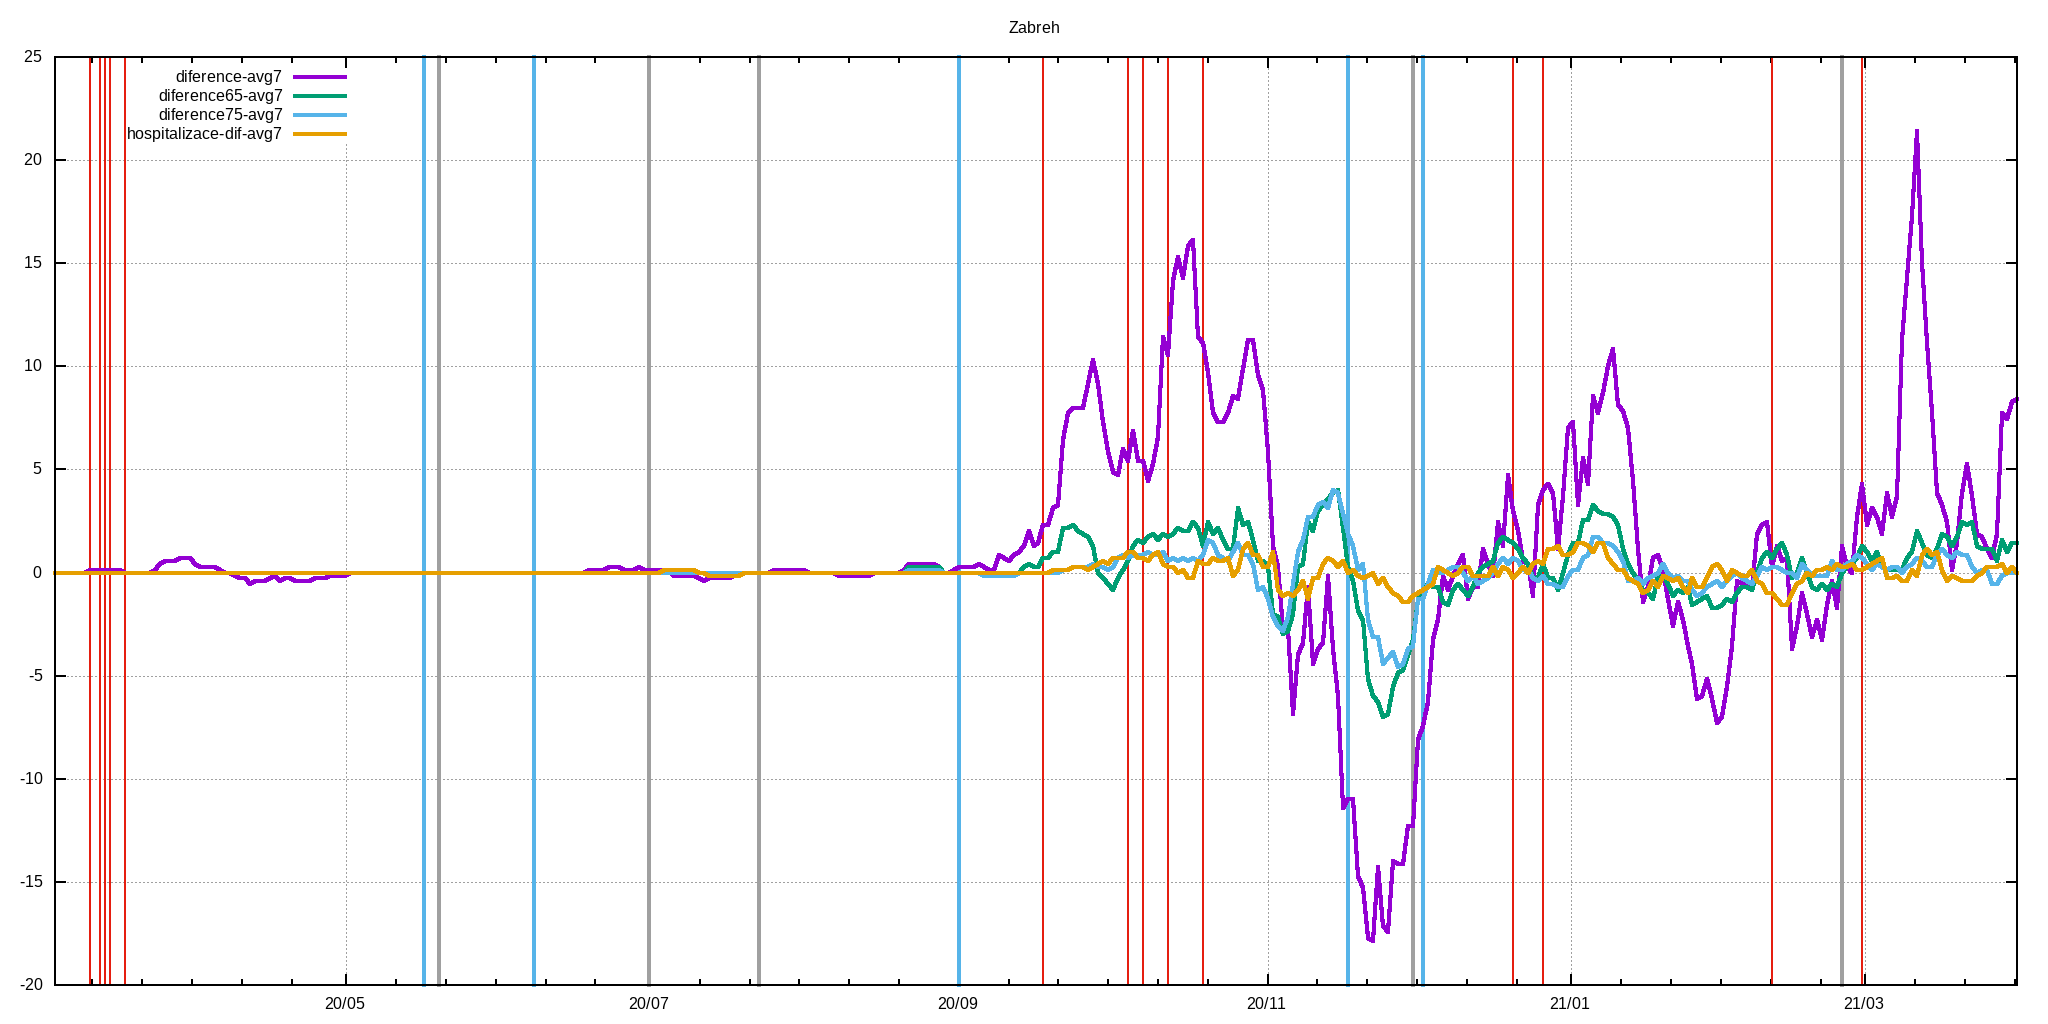 Zabreh
25
diference-avg7
diference65-avg7
diference75-avg7
hospitalizace-dif-avg7
20
15
10
5
0
-5
-10
-15
-20
20/05 20/07 20/09 20/11 21/01 21/03